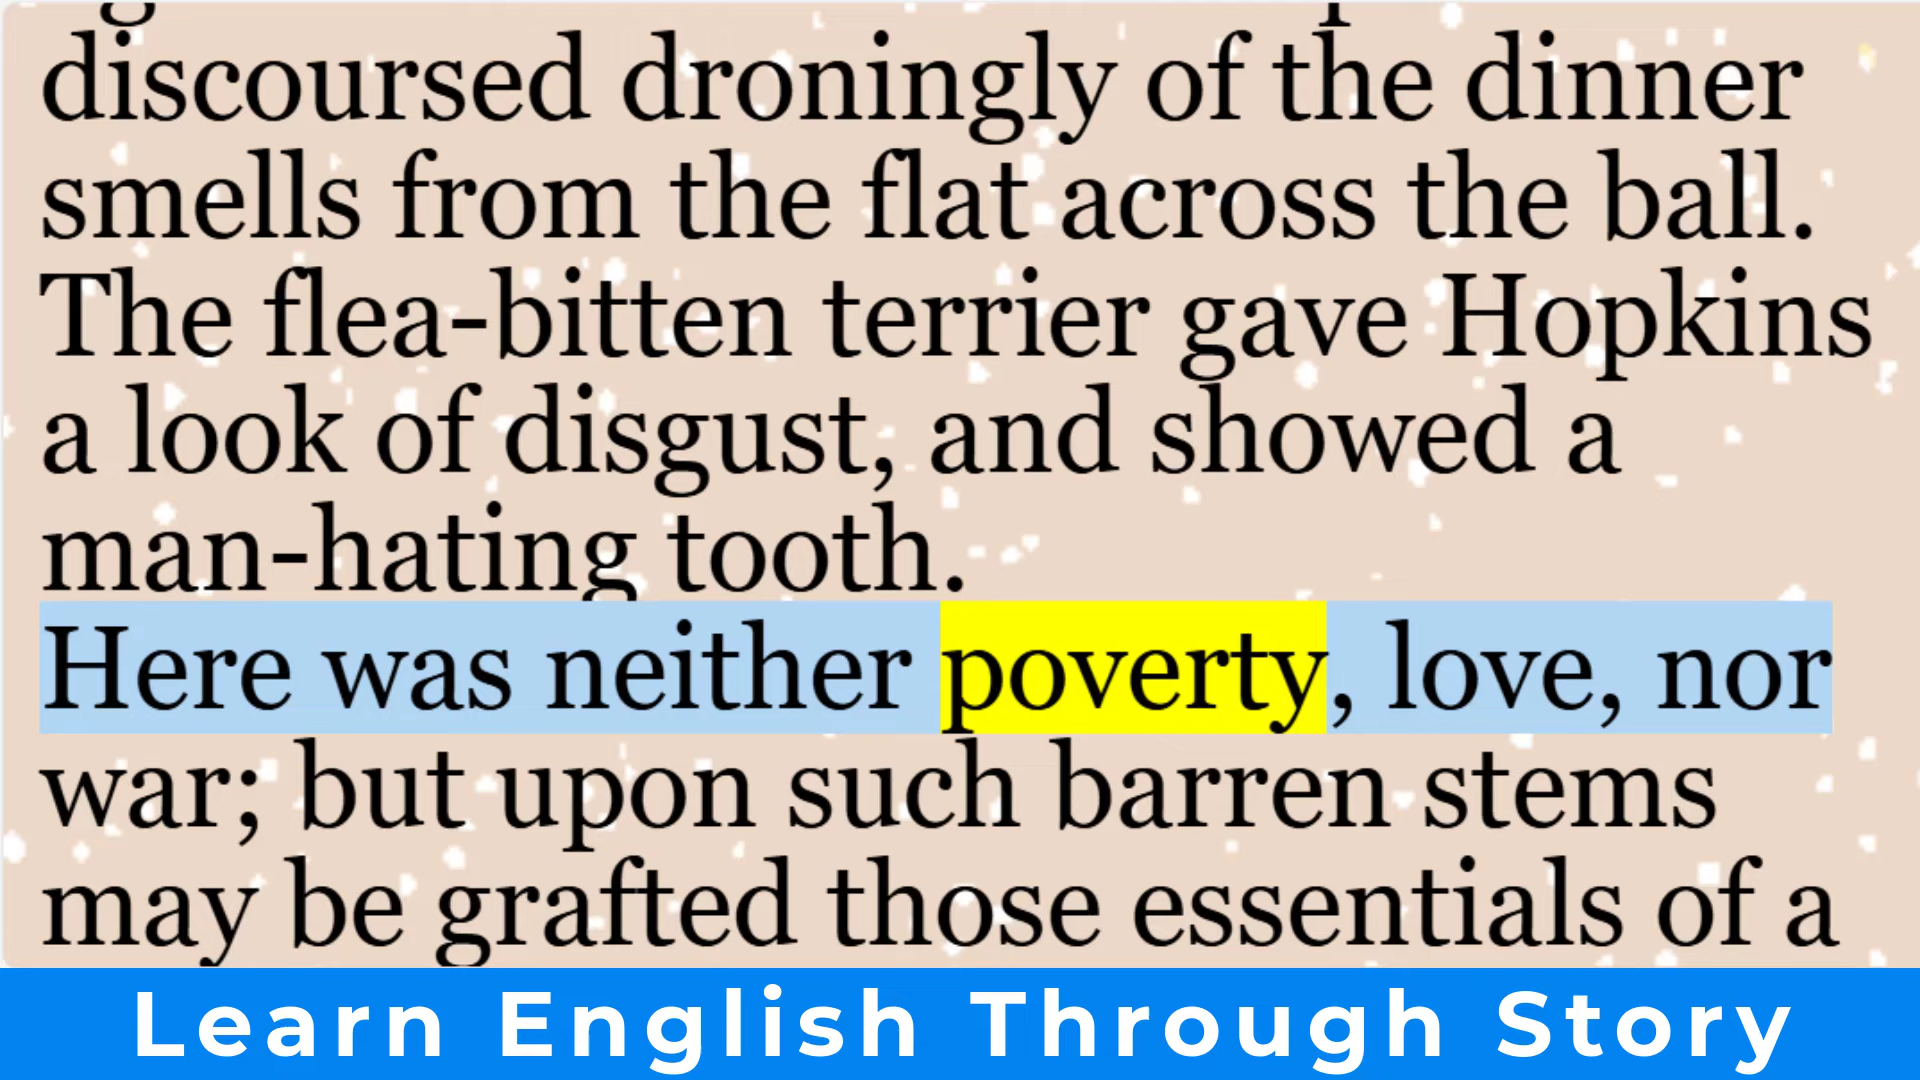 discoursed droningly of the dinner
smells from the flat across the ball.
The flea-bitten terrier gave Hopkins
a look of disgust, and showed a
man-hating tooth.
Here was neither poverty, love, nor
war; but upon such barren stems
may be grafted those essentials of a
Learn English Through Story